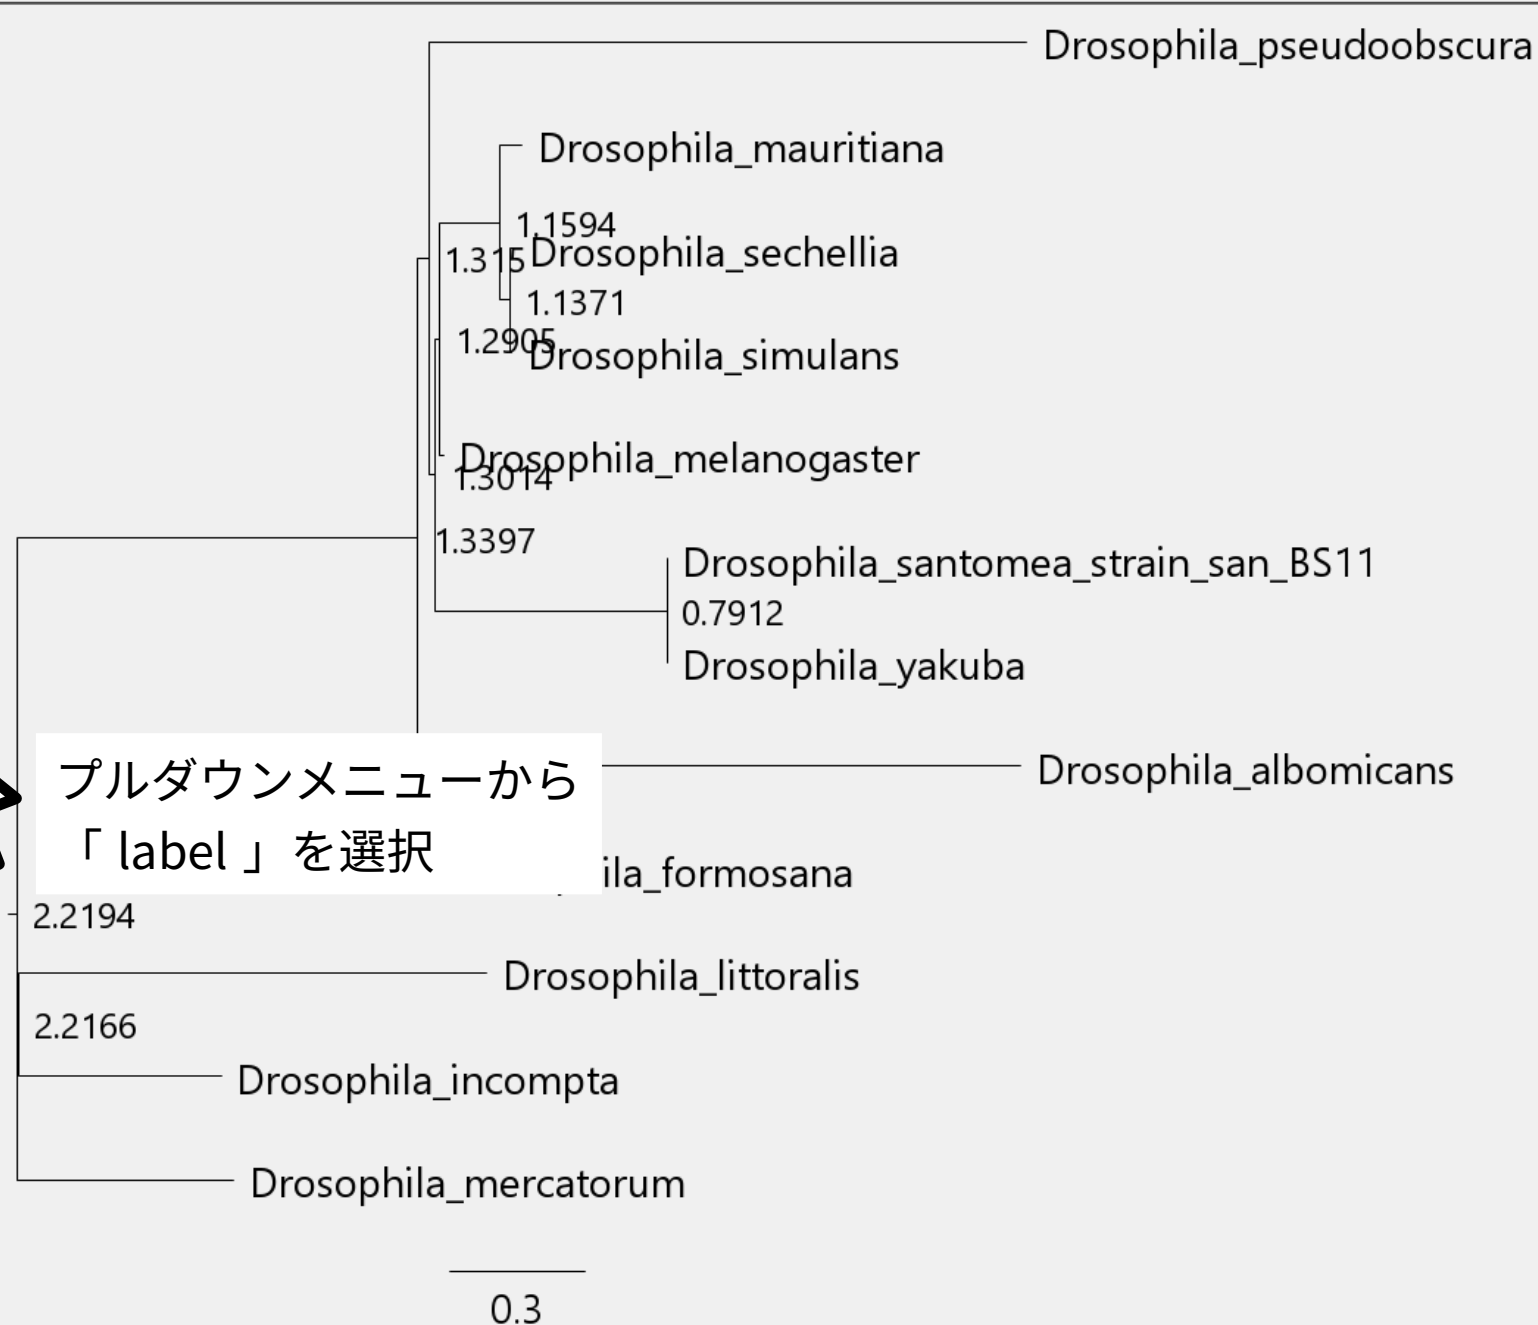 Drosophila_pseudoobscura
Drosophila_mauritiana
1.1594
1.315
Drosophila_sechellia
1.1371
1.2905
Drosophila_simulans
Drosophila_melanogaster
1.3014
1.3397
Drosophila_santomea_strain_san_BS11
0.7912
Drosophila_yakuba
プルダウンメニューから
「 label 」を選択
Drosophila_albomicans
ila_formosana
2.2194
Drosophila_littoralis
2.2166
Drosophila_incompta
Drosophila_mercatorum
0.3